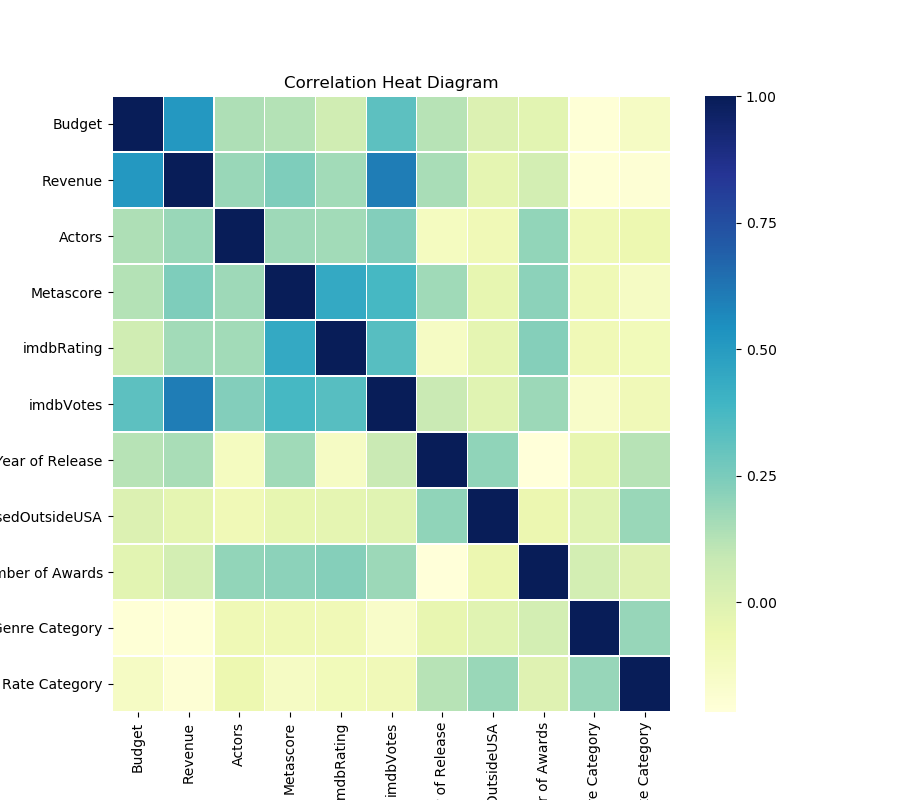 Correlation Heat Diagram
Budget
Revenue
Actors
Metascore
imdbRating
imdbVotes
Year of Release
sedOutsideUSA
mber of Awards
Genre Category
Rate Category
1.00
0.75
0.50
0.25
0.00
Budget
Revenue
Actors
Metascore
mdbRating
imdbVotes
r of Release
OutsideUSA
r of Awards
re Category
e Category